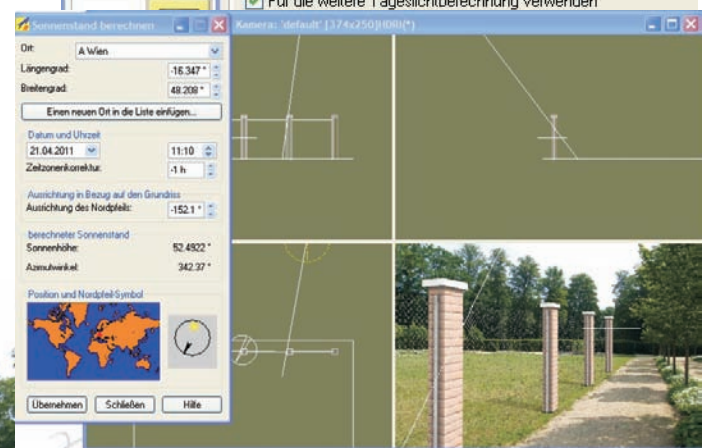 Für die weitere Tageslichtberechnung verwenden
Sonnenstand berechnen
Kamera: 'default' [374x250]HDRI(*)
Ort: A Wien
Längengrad: -16.347 °
Breitengrad: 48.208 °
Einen neuen Ort in die Liste einfügen...
Datum und Uhrzeit
21.04.2011 11:10
Zeitzonenkorrektur: -1 h
Ausrichtung in Bezug auf den Grundriss
Ausrichtung des Nordpfeils: -152.1 °
berechneter Sonnenstand
Sonnenhöhe: 52.4922 °
Azimutwinkel: 342.37 °
Position und Nordpfeil-Symbol
Übernehmen Schließen Hilfe